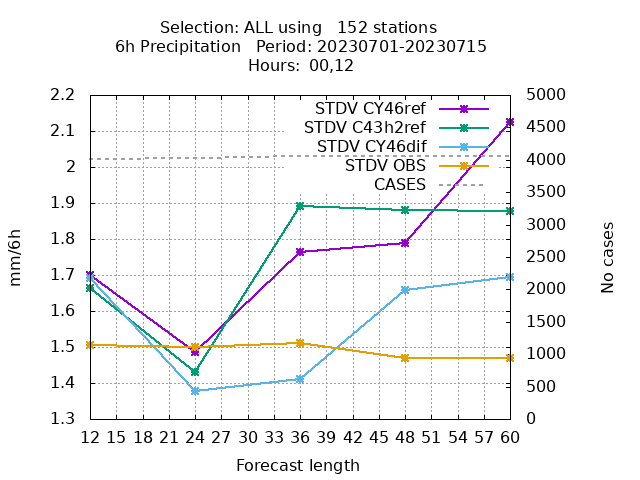 Selection: ALL using   152 stations
6h Precipitation   Period: 20230701-20230715
Hours:  00,12
STDV CY46ref
STDV C43h2ref
STDV CY46dif
STDV OBS
CASES
2.2
2.1
2
1.9
1.8
1.7
1.6
1.5
1.4
1.3
mm/6h
5000
4500
4000
3500
3000
2500
2000
1500
1000
500
0
No cases
12 15 18 21 24 27 30 33 36 39 42 45 48 51 54 57 60
Forecast length